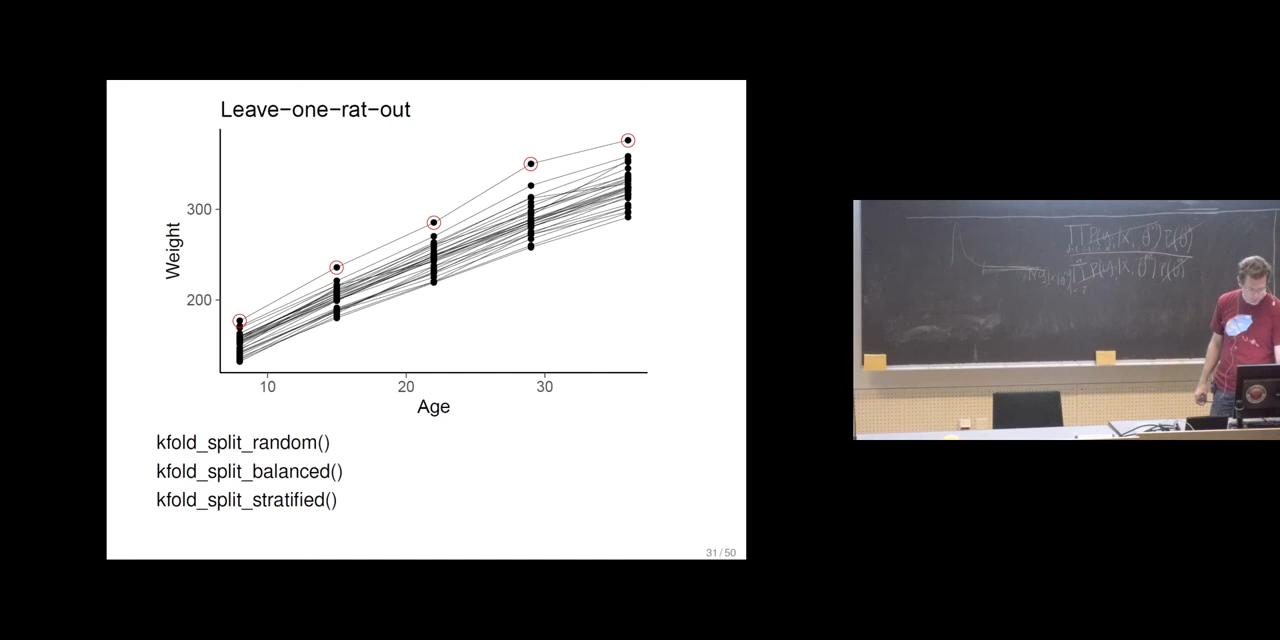 Leave−one−rat−out
300
200
Weight
10 20 30
Age
kfold_split_random()
kfold_split_balanced()
kfold_split_stratified()
31 / 50